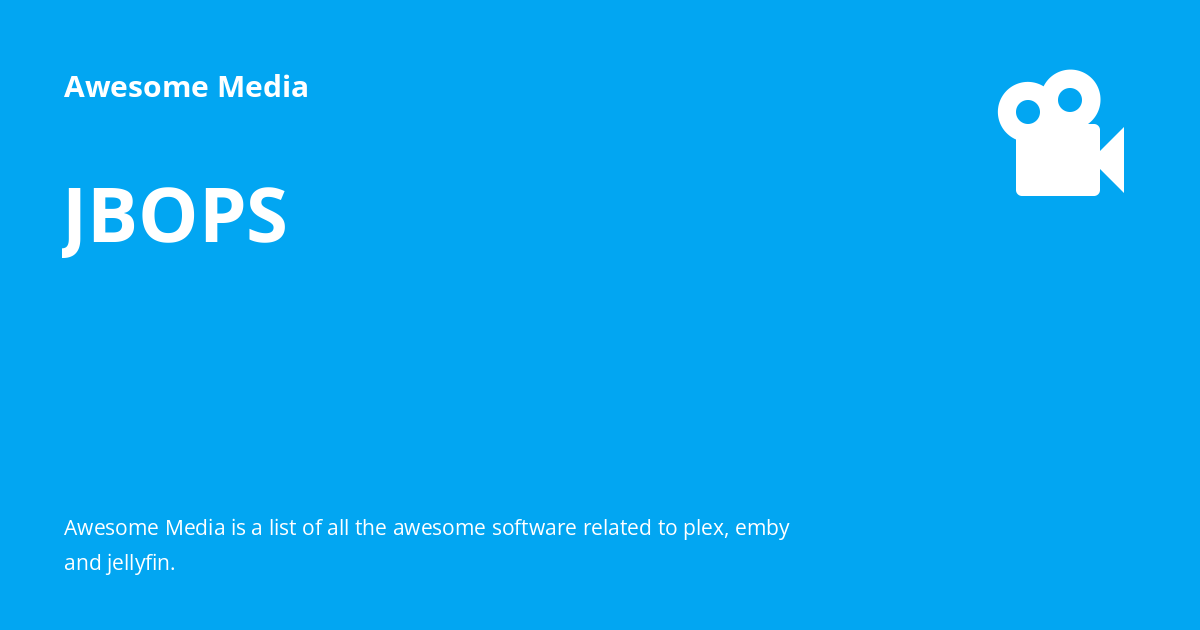 Awesome Media
JBOPS
Awesome Media is a list of all the awesome software related to plex, emby
and jellyfin.